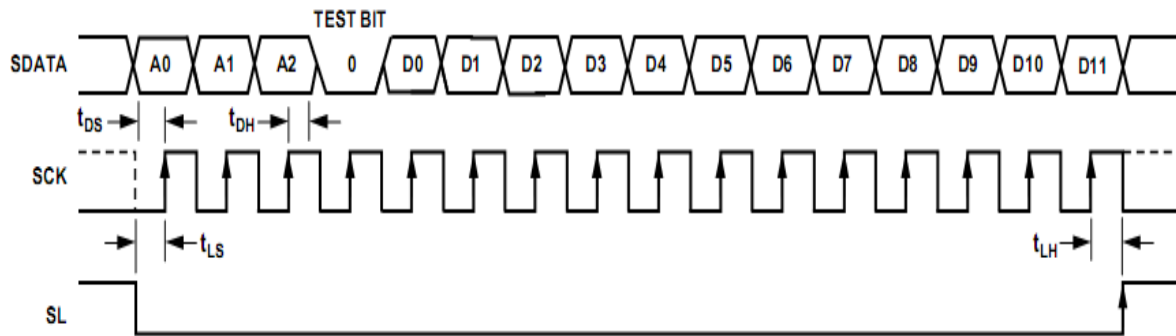 TEST BIT
SDATA A0 A1 A2 0 D0 D1 D2 D3 D4 D5 D6 D7 D8 D9 D10 D11
tDS tDH
SCK
tLS tLH
SL